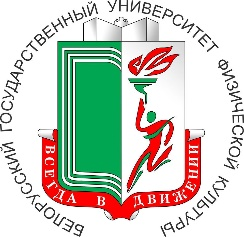 БЕЛОРУССКИЙ ГОСУДАРСТВЕННЫЙ УНИВЕРСИТЕТ ФИЗИЧЕСКОЙ КУЛЬТУРЫ
ВСЕГДА В ДВИЖЕНИИ